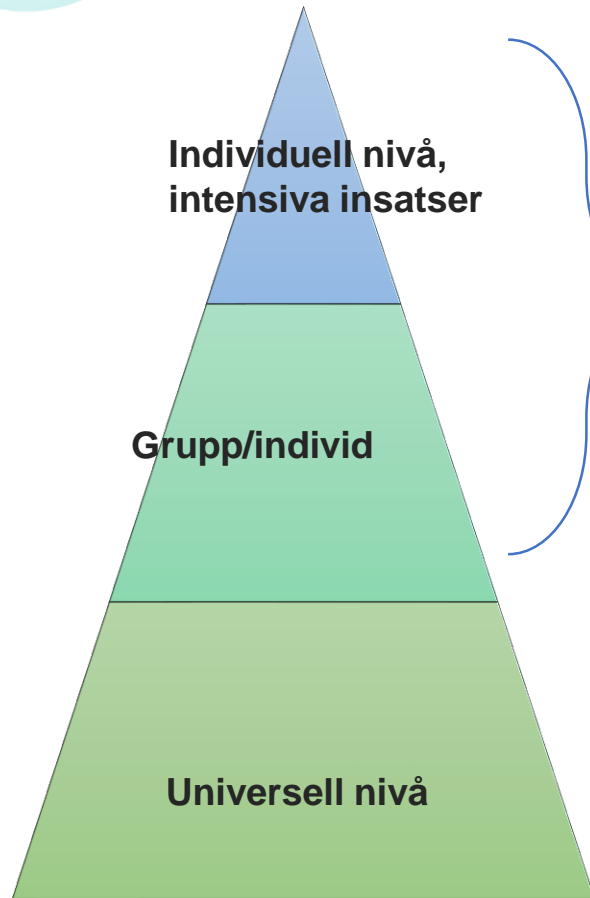 Individuell nivå,
intensiva insatser
Grupp/individ
Universell nivå